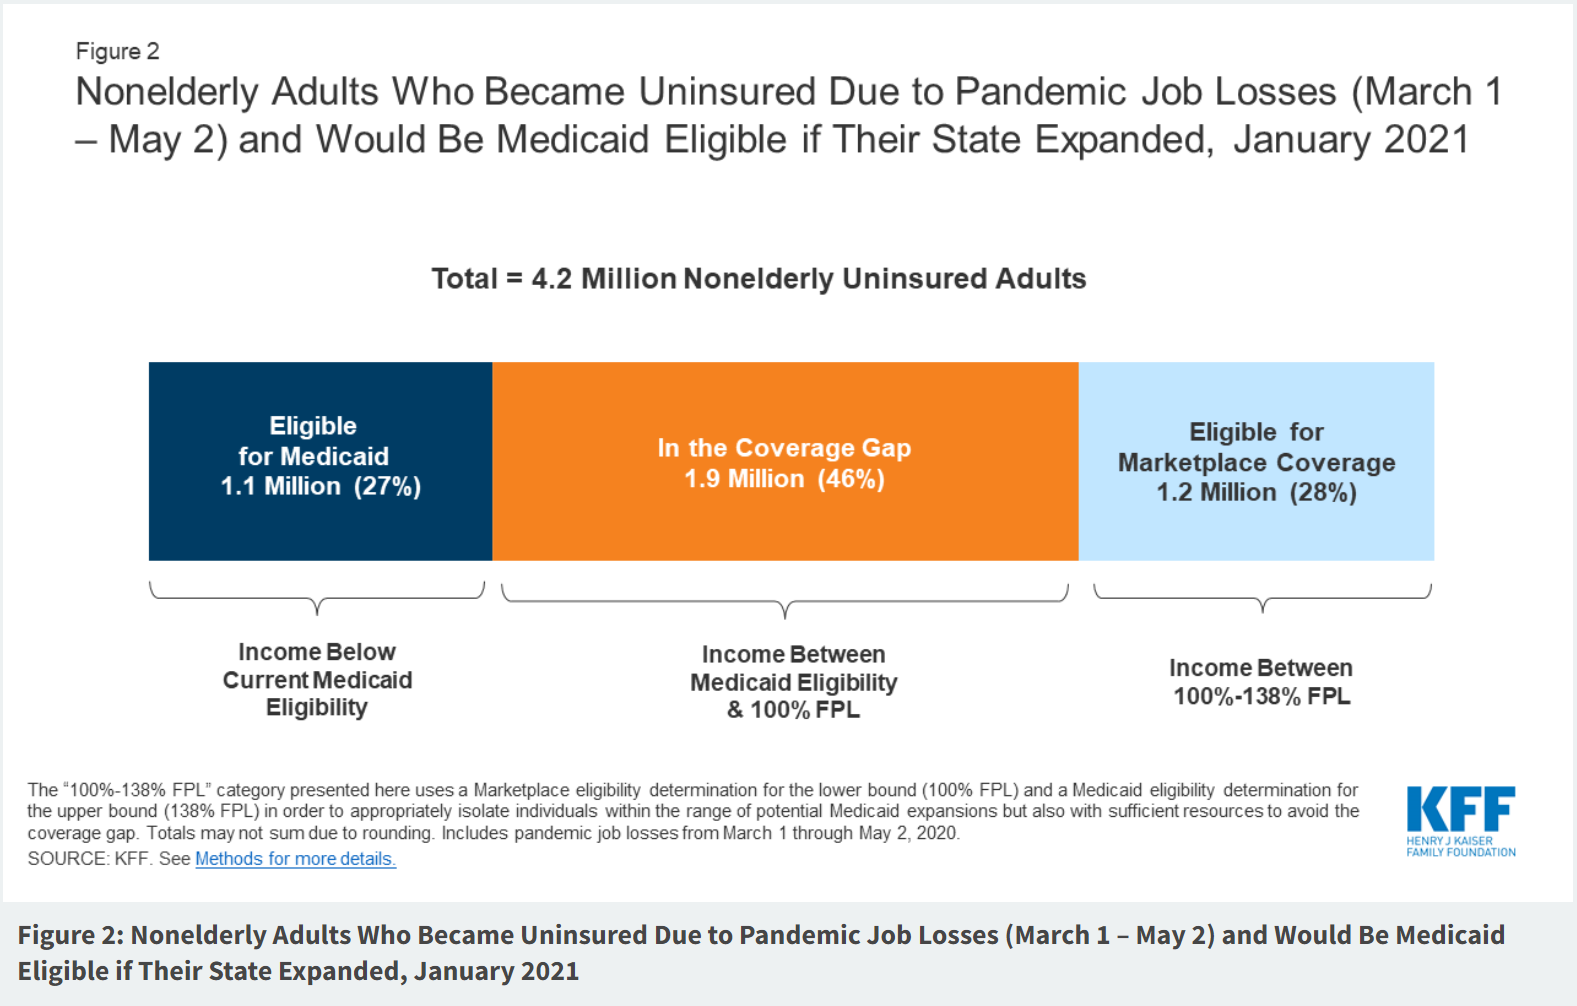 Figure 2
Nonelderly Adults Who Became Uninsured Due to Pandemic Job Losses (March 1
– May 2) and Would Be Medicaid Eligible if Their State Expanded, January 2021
Total = 4.2 Million Nonelderly Uninsured Adults
Eligible
for Medicaid
1.1 Million (27%)
In the Coverage Gap
1.9 Million (46%)
Eligible for
Marketplace Coverage
1.2 Million (28%)
Income Below
Current Medicaid
Eligibility
Income Between
Medicaid Eligibility
& 100% FPL
Income Between
100%-138% FPL
The “100%-138% FPL” category presented here uses a Marketplace eligibility determination for the lower bound (100% FPL) and a Medicaid eligibility determination for
the upper bound (138% FPL) in order to appropriately isolate individuals within the range of potential Medicaid expansions but also with sufficient resources to avoid the
coverage gap. Totals may not sum due to rounding. Includes pandemic job losses from March 1 through May 2, 2020.
SOURCE: KFF. See Methods for more details.
KFF
HENRY J KAISER
FAMILY FOUNDATION
Figure 2: Nonelderly Adults Who Became Uninsured Due to Pandemic Job Losses (March 1 – May 2) and Would Be Medicaid
Eligible if Their State Expanded, January 2021